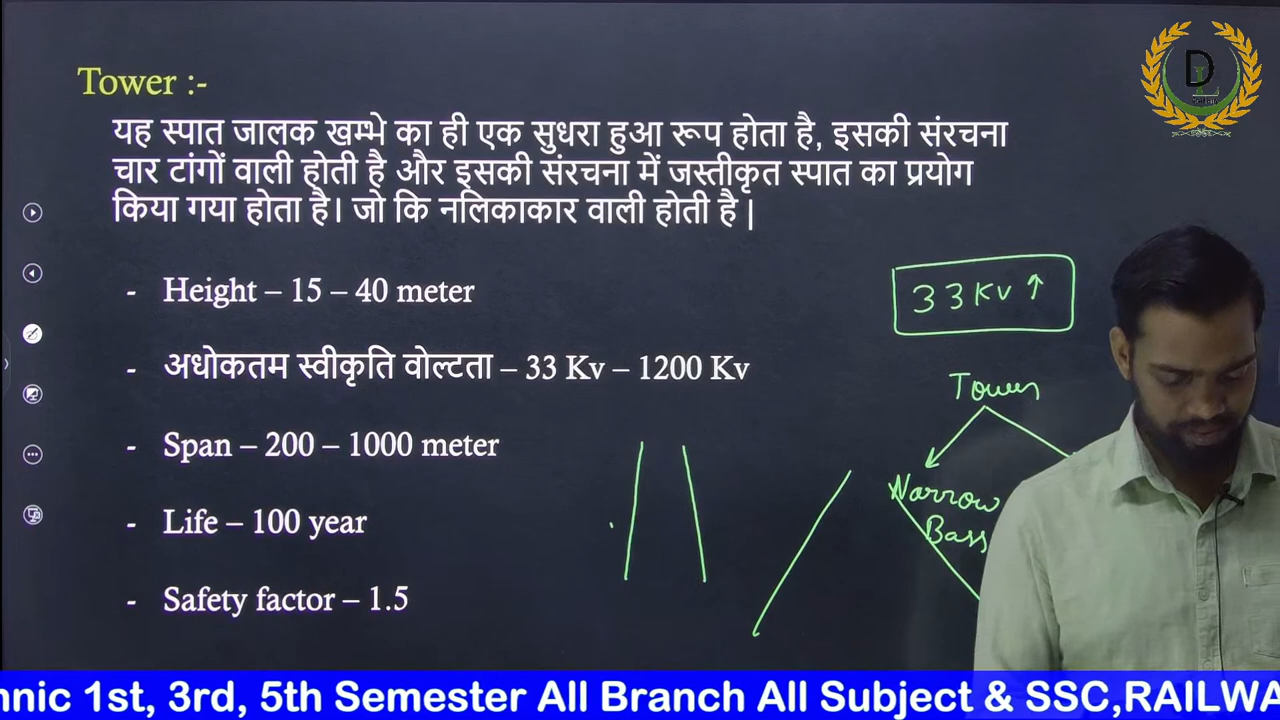 Tower :-
यह स्पात जालक खम्भे का ही एक सुधरा हुआ रूप होता है, इसकी संरचना
चार टांगों वाली होती है और इसकी संरचना में जस्तीकृत स्पात का प्रयोग
किया गया होता है। जो कि नलिकाकार वाली होती है |
- Height – 15 – 40 meter
- अधोकतम स्वीकृति वोल्टता – 33 Kv – 1200 Kv
- Span – 200 – 1000 meter
- Life – 100 year
- Safety factor – 1.5
33 Kv ↑
Tower
Narrow
Bass
D
L
hnic 1st, 3rd, 5th Semester All Branch All Subject & SSC,RAILWA